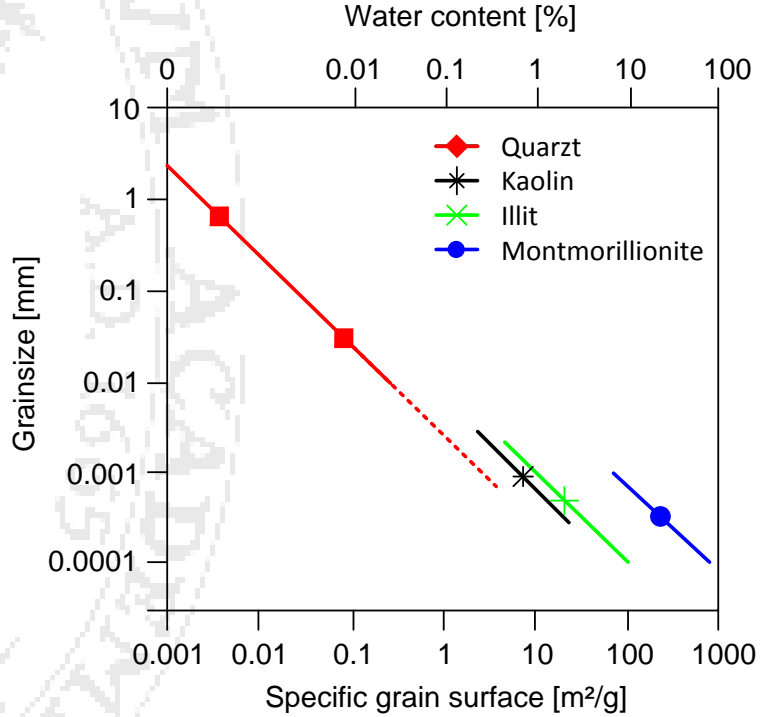 Water content [%]
0 0.01 0.1 1 10 100
10
1
0.1
0.01
0.001
0.0001
Grainsize [mm]
Quarzt
Kaolin
Illit
Montmorillionite
0.001 0.01 0.1 1 10 100 1000
Specific grain surface [m²/g]